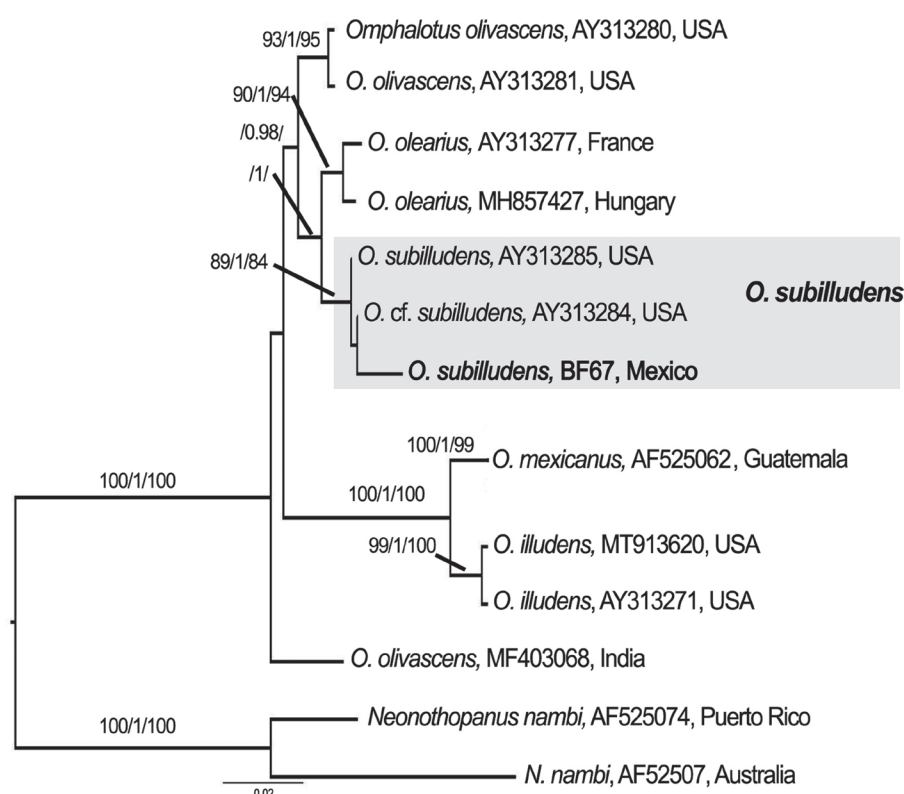 93/1/95
Omphalotus olivascens, AY313280, USA
O. olivascens, AY313281, USA
90/1/94
/0.98/
O. olearius, AY313277, France
/1/
O. olearius, MH857427, Hungary
89/1/84
O. subilludens, AY313285, USA
O. subilludens
O. cf. subilludens, AY313284, USA
O. subilludens, BF67, Mexico
100/1/99
O. mexicanus, AF525062, Guatemala
100/1/100
100/1/100
99/1/100
O. illudens, MT913620, USA
O. illudens, AY313271, USA
O. olivascens, MF403068, India
100/1/100
Neonothopanus nambi, AF525074, Puerto Rico
N. nambi, AF52507, Australia